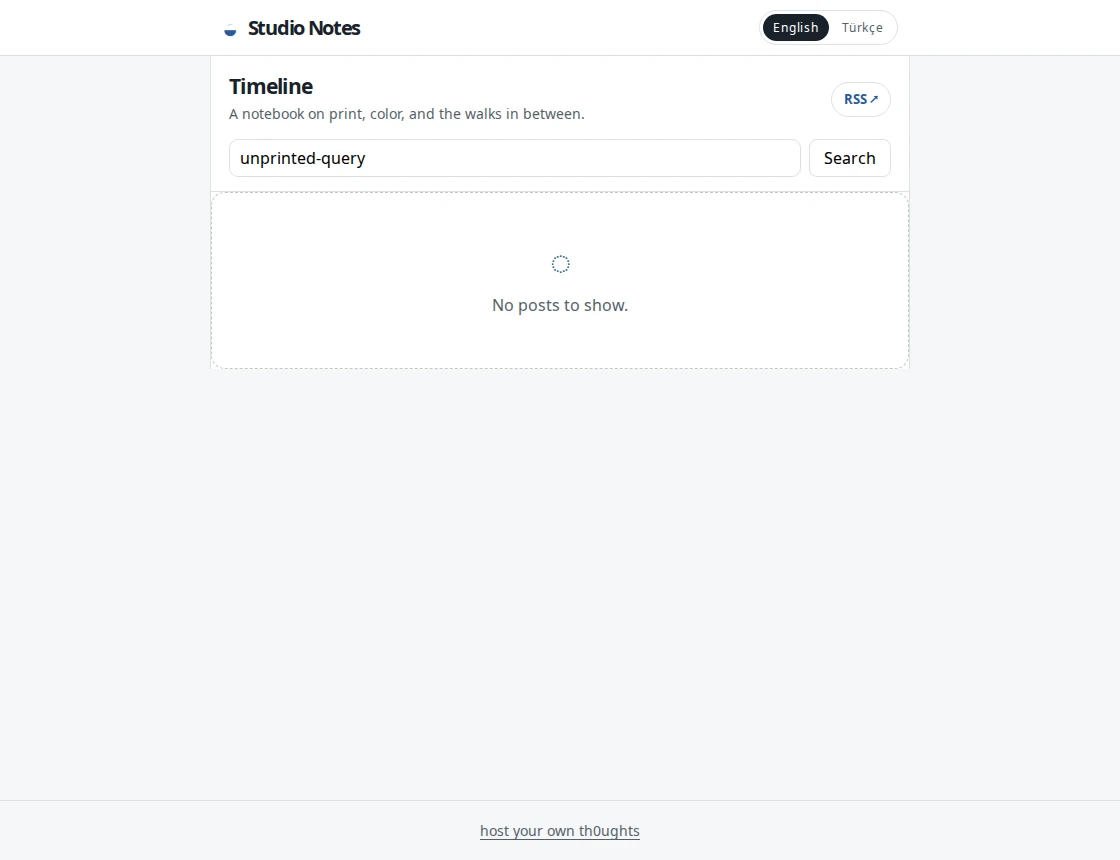 Studio Notes
English Türkçe
Timeline
A notebook on print, color, and the walks in between.
RSS↗
unprinted-query
Search
No posts to show.
host your own th0ughts